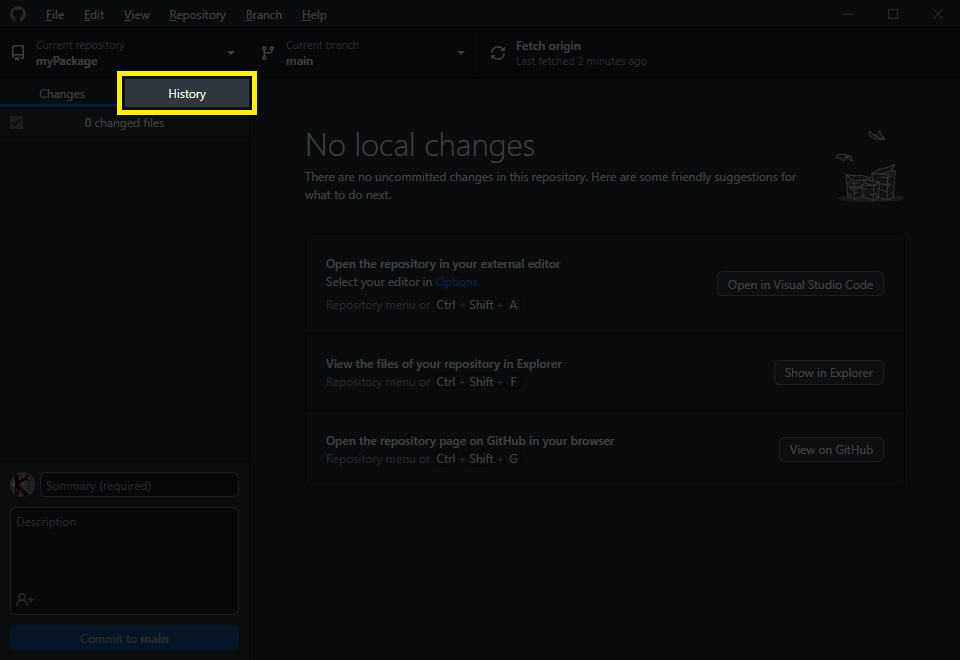 File Edit View Repository Branch Help
Current repository
myPackage
Current branch
main
Fetch origin
Last fetched 2 minutes ago
Changes
History
0 changed files
No local changes
There are no uncommitted changes in this repository. Here are some friendly suggestions for
what to do next.
Open the repository in your external editor
Select your editor in Options
Repository menu or Ctrl + Shift + A
Open in Visual Studio Code
View the files of your repository in Explorer
Repository menu or Ctrl + Shift + F
Show in Explorer
Open the repository page on GitHub in your browser
Repository menu or Ctrl + Shift + G
View on GitHub
Summary (required)
Description
Commit to main